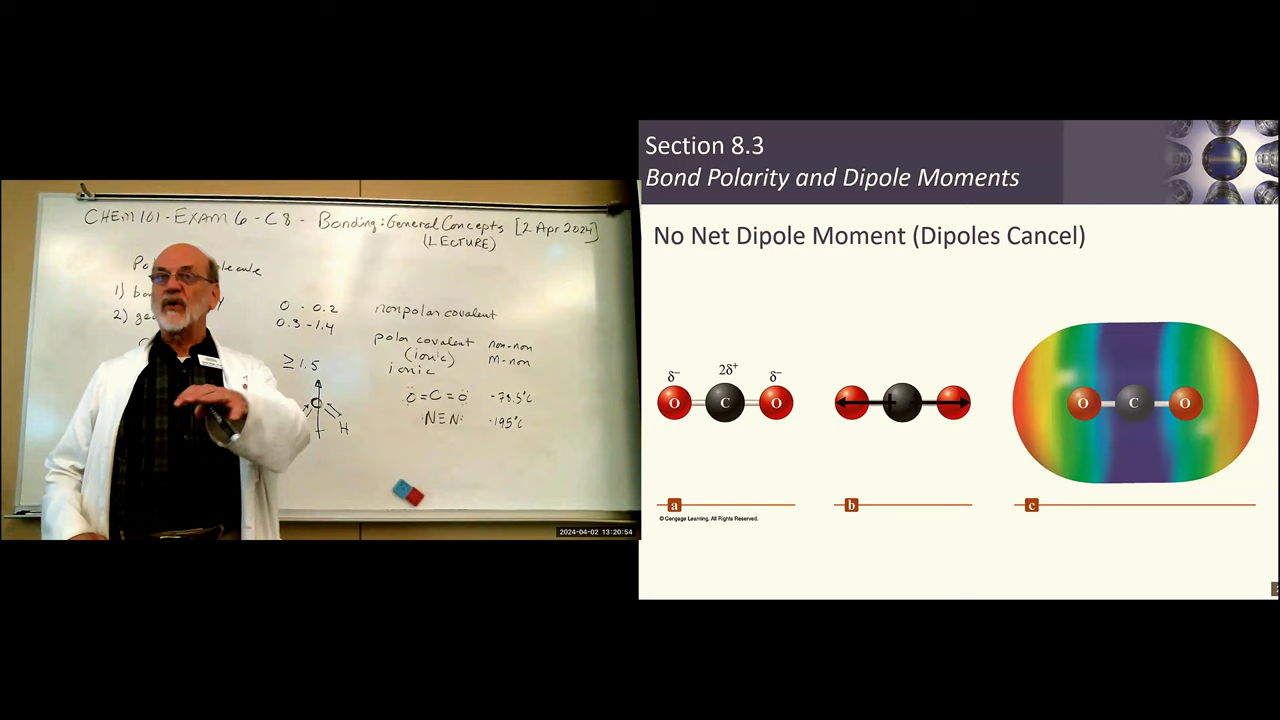 CHEM 101 - EXAM 6 - C8 - Bonding: General Concepts [2 Apr 2024]
(LECTURE)
1)
2)
0 - 0.2 nonpolar covalent
0.3 - 1.4 polar covalent non-non
(ionic) M-non
≥ 1.5 ionic
O=C=O -78.5°C
N≡N -195°C
H
2024-04-02 13:20:54
Section 8.3
Bond Polarity and Dipole Moments
No Net Dipole Moment (Dipoles Cancel)
δ− 2δ+ δ−
O C O
O C O
a b c
© Cengage Learning. All Rights Reserved.